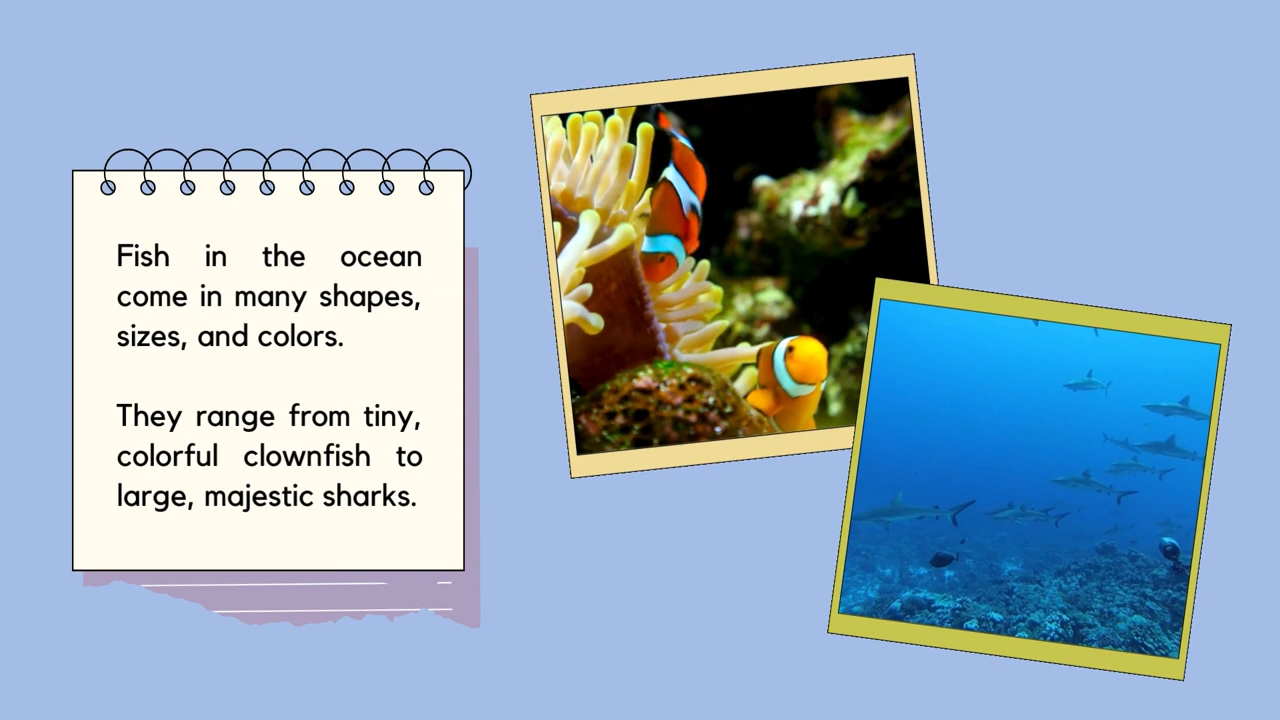 Fish in the ocean
come in many shapes,
sizes, and colors.
They range from tiny,
colorful clownfish to
large, majestic sharks.